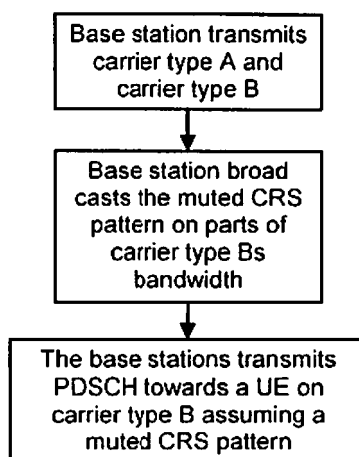 Base station transmits
carrier type A and
carrier type B
Base station broad
casts the muted CRS
pattern on parts of
carrier type Bs
bandwidth
The base stations transmits
PDSCH towards a UE on
carrier type B assuming a
muted CRS pattern